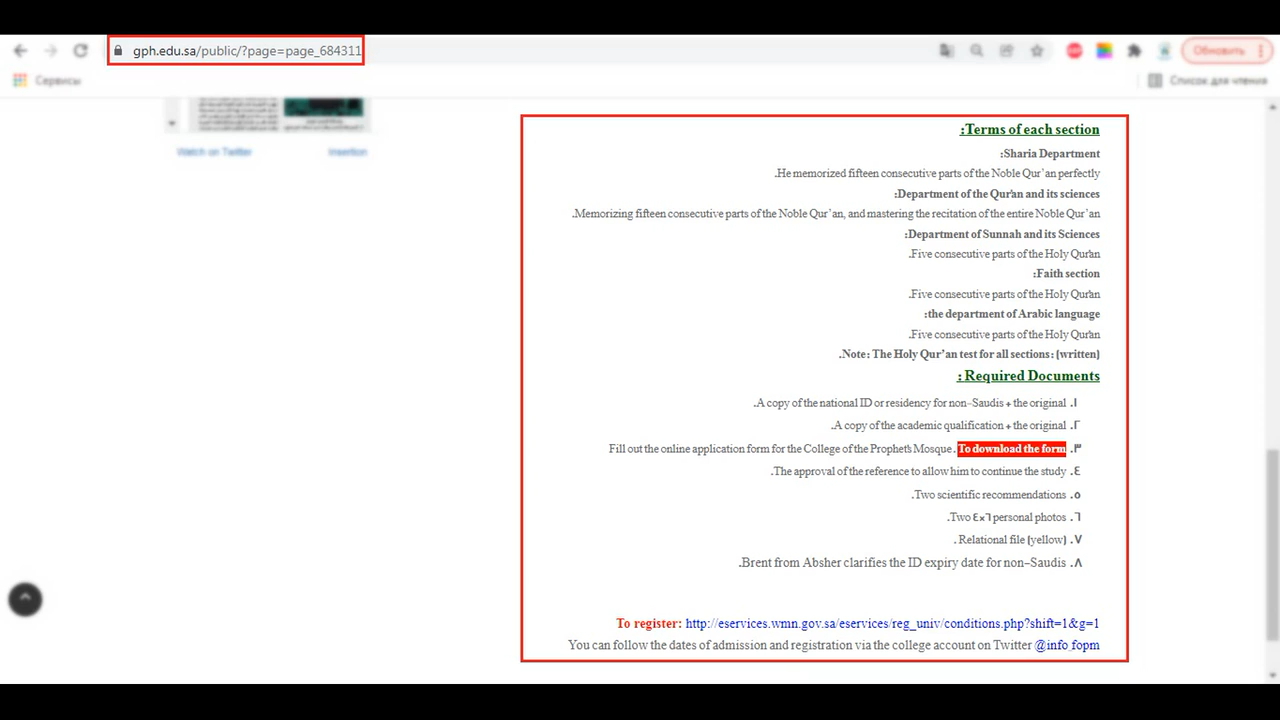 gph.edu.sa/public/?page=page_684311
Обновить
Сервисы
Список для чтения
Watch on Twitter
Insertion
:Terms of each section
:Sharia Department
.He memorized fifteen consecutive parts of the Noble Qur’an perfectly
:Department of the Qur'an and its sciences
.Memorizing fifteen consecutive parts of the Noble Qur’an, and mastering the recitation of the entire Noble Qur’an
:Department of Sunnah and its Sciences
.Five consecutive parts of the Holy Qur'an
:Faith section
.Five consecutive parts of the Holy Qur'an
:the department of Arabic language
.Five consecutive parts of the Holy Qur'an
.Note: The Holy Qur’an test for all sections: (written)
: Required Documents
.A copy of the national ID or residency for non-Saudis + the original .١
.A copy of the academic qualification + the original .٢
Fill out the online application form for the College of the Prophet's Mosque . To download the form .٣
.The approval of the reference to allow him to continue the study .٤
.Two scientific recommendations .٥
.Two ٤×٦ personal photos .٦
. Relational file (yellow) .٧
.Brent from Absher clarifies the ID expiry date for non-Saudis .٨
To register: http://eservices.wmn.gov.sa/eservices/reg_univ/conditions.php?shift=1&g=1
You can follow the dates of admission and registration via the college account on Twitter @info_fopm